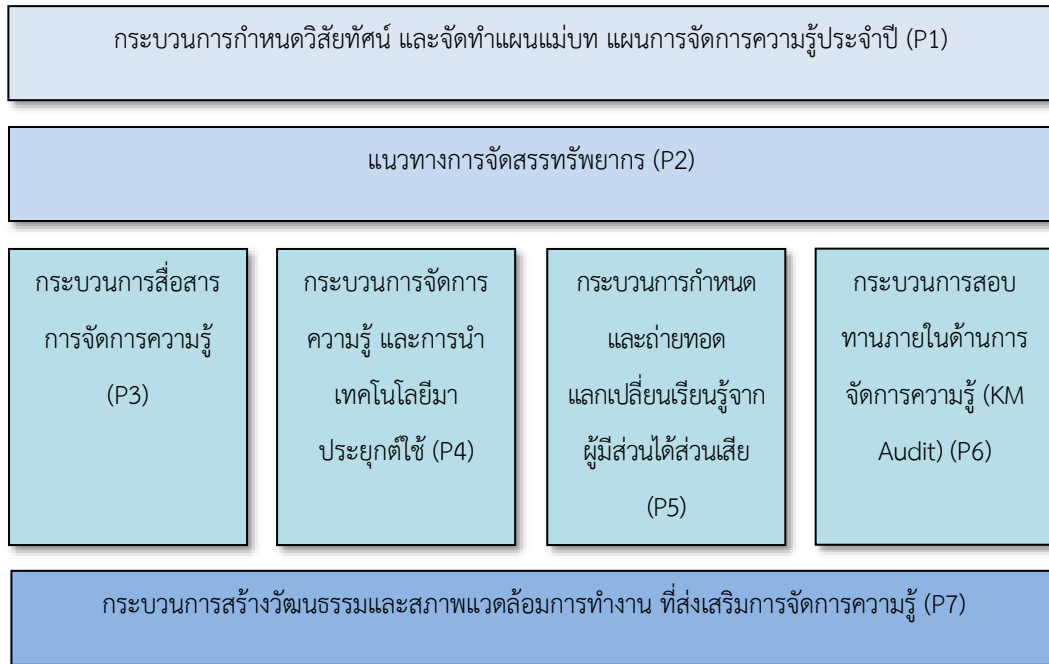 กระบวนการกำหนดวิสัยทัศน์ และจัดทำแผนแม่บท แผนการจัดการความรู้ประจำปี (P1)
แนวทางการจัดสรรทรัพยากร (P2)
กระบวนการสื่อสาร
การจัดการความรู้
(P3)
กระบวนการจัดการ
ความรู้ และการนำ
เทคโนโลยีมา
ประยุกต์ใช้ (P4)
กระบวนการกำหนด
และถ่ายทอด
แลกเปลี่ยนเรียนรู้จาก
ผู้มีส่วนได้ส่วนเสีย
(P5)
กระบวนการสอบ
ทานภายในด้านการ
จัดการความรู้ (KM
Audit) (P6)
กระบวนการสร้างวัฒนธรรมและสภาพแวดล้อมการทำงาน ที่ส่งเสริมการจัดการความรู้ (P7)